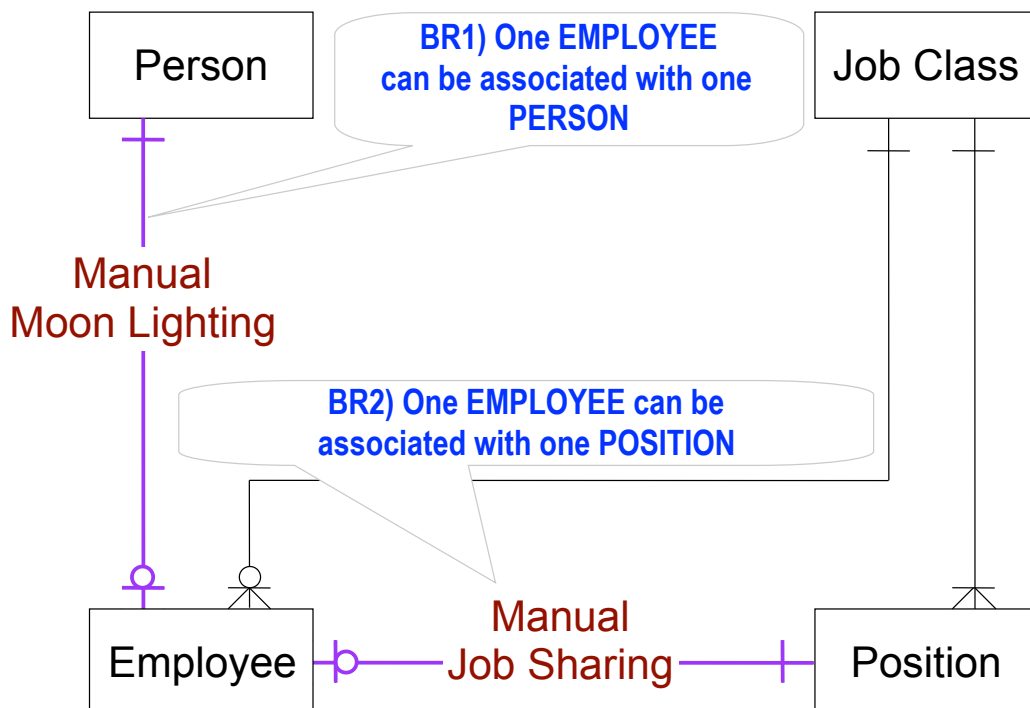 Person
BR1) One EMPLOYEE
can be associated with one
PERSON
Job Class
Manual
Moon Lighting
BR2) One EMPLOYEE can be
associated with one POSITION
Employee
Manual
Job Sharing
Position